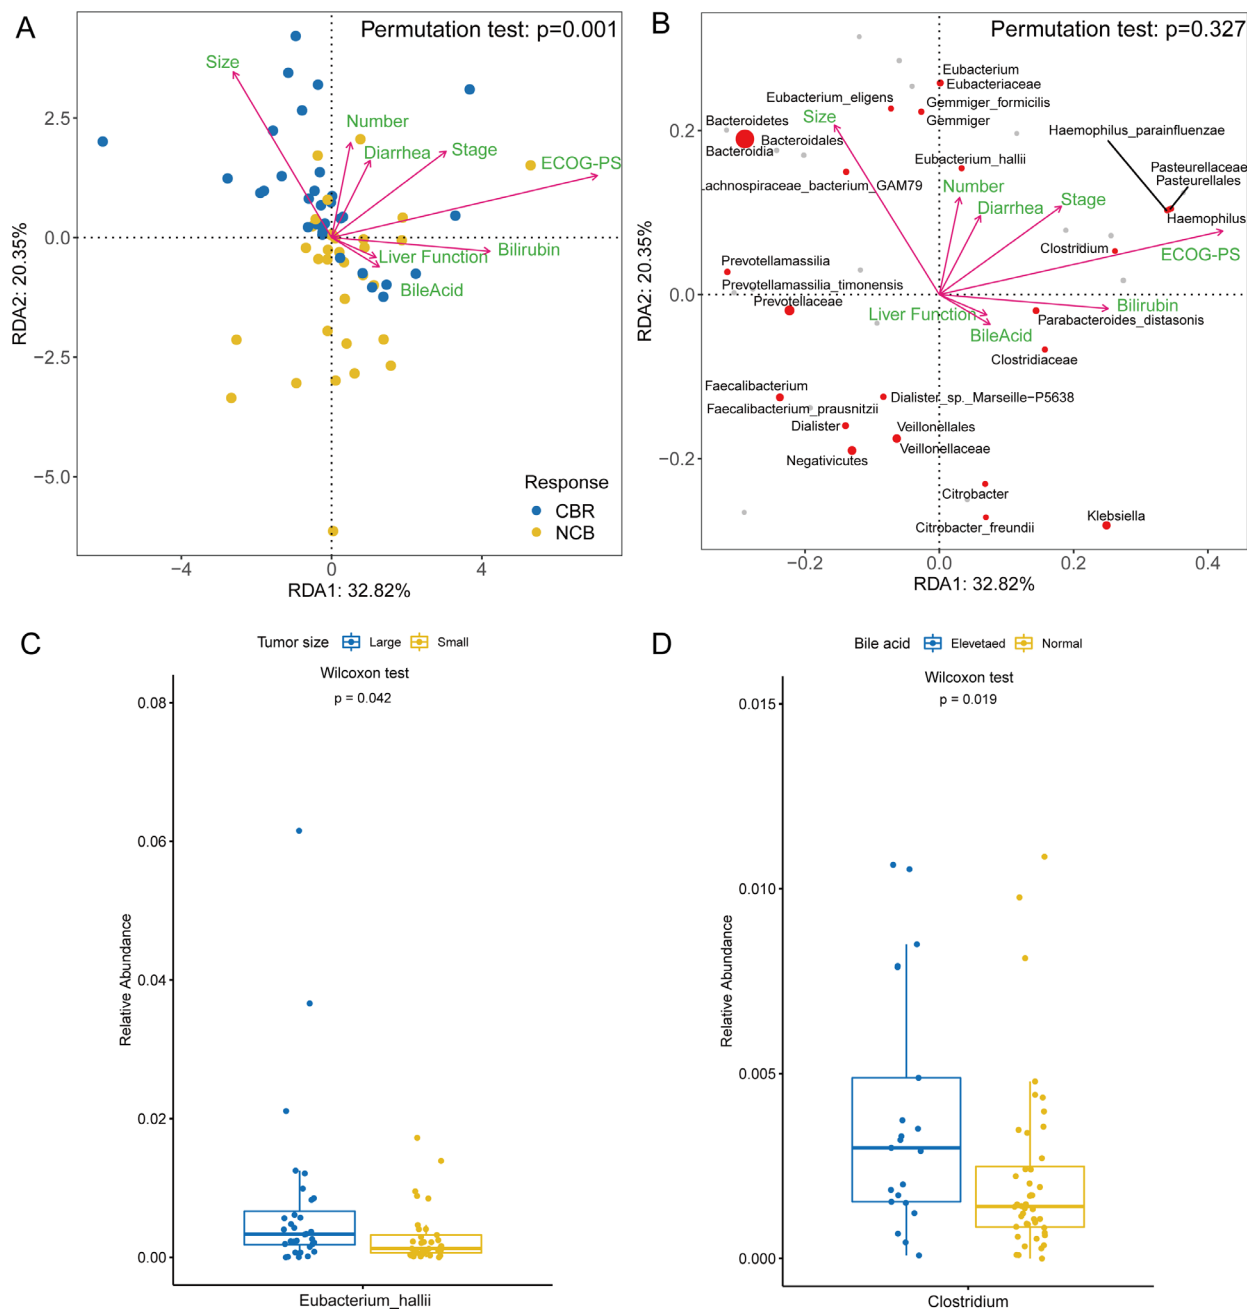 A
Permutation test: p=0.001
Size
Number
Diarrhea
Stage
ECOG-PS
Bilirubin
Liver Function
BileAcid
2.5
0.0
−2.5
−5.0
RDA2: 20.35%
Response
CBR
NCB
−4
0
4
RDA1: 32.82%
B
Permutation test: p=0.327
Eubacterium
Eubacteriaceae
Eubacterium_eligens
Gemmiger_formicilis
Gemmiger
Size
Bacteroidetes
Bacteroidales
Bacteroidia
Haemophilus_parainfluenzae
Eubacterium_hallii
Pasteurellaceae
Pasteurellales
Lachnospiraceae_bacterium_GAM79
Number
Diarrhea
Stage
Haemophilus
Clostridium
ECOG-PS
Prevotellamassilia
Prevotellamassilia_timonensis
Prevotellaceae
Liver Function
Bilirubin
Parabacteroides_distasonis
BileAcid
Clostridiaceae
Faecalibacterium
Faecalibacterium_prausnitzii
Dialister_sp._Marseille−P5638
Dialister
Veillonellales
Veillonellaceae
Negativicutes
Citrobacter
Citrobacter_freundii
Klebsiella
0.2
0.0
−0.2
RDA2: 20.35%
−0.2
0.0
0.2
0.4
RDA1: 32.82%
C
Tumor size
Large
Small
Wilcoxon test
p = 0.042
0.08
0.06
0.04
0.02
0.00
Relative Abundance
Eubacterium_hallii
D
Bile acid
Elevetaed
Normal
Wilcoxon test
p = 0.019
0.015
0.010
0.005
0.000
Relative Abundance
Clostridium